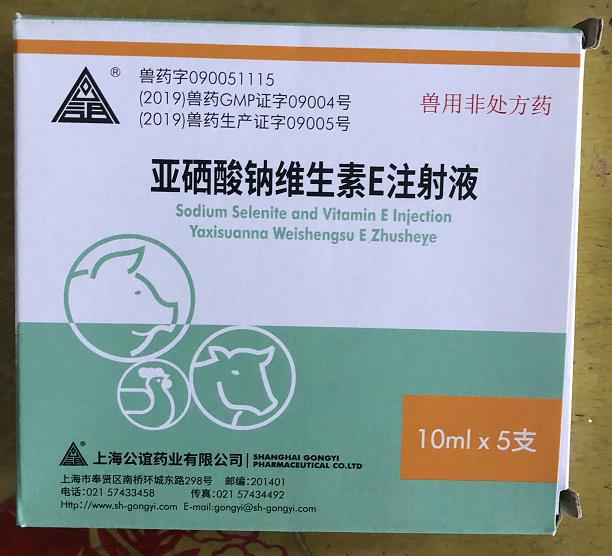 ®
兽药字090051115
(2019)兽药GMP证字09004号
(2019)兽药生产证字09005号
兽用非处方药
亚硒酸钠维生素E注射液
Sodium Selenite and Vitamin E Injection
Yaxisuanna Weishengsu E Zhusheye
10ml x 5支
上海公谊药业有限公司 SHANGHAI GONGYI
PHARMACEUTICAL CO.LTD
上海市奉贤区南桥环城东路298号 邮编:201401
电话:021 57433458 传真:021 57434492
Http://www.sh-gongyi.com E-mail:gongyi@sh-gongyi.com